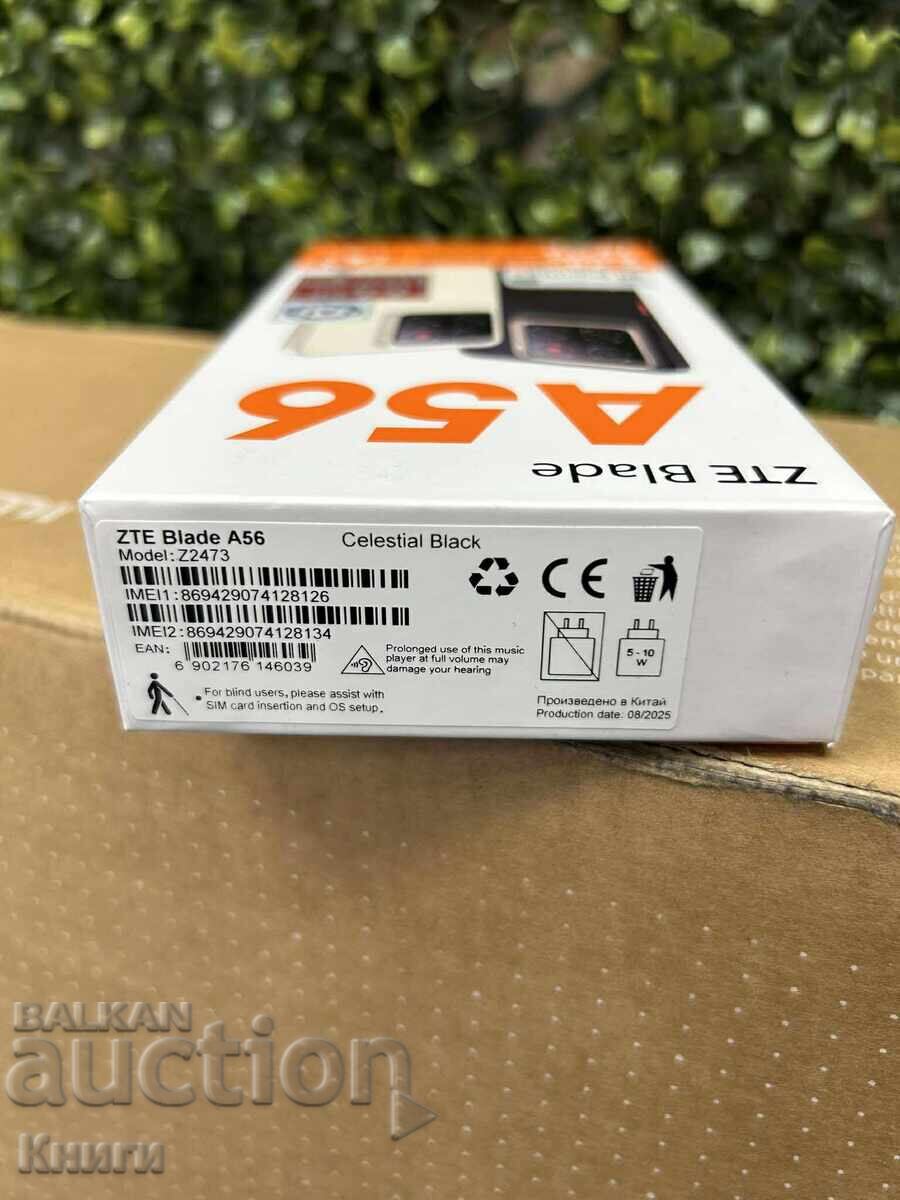 A56
ZTE Blade
ZTE Blade A56 Celestial Black
Model:Z2473
IMEI1:869429074128126
IMEI2:869429074128134
EAN:
6 902176 146039
Prolonged use of this music
player at full volume may
damage your hearing
For blind users, please assist with
SIM card insertion and OS setup.
CE
5 - 10
W
Произведено в Китай
Production date: 08/2025
BALKAN
auction
Книги